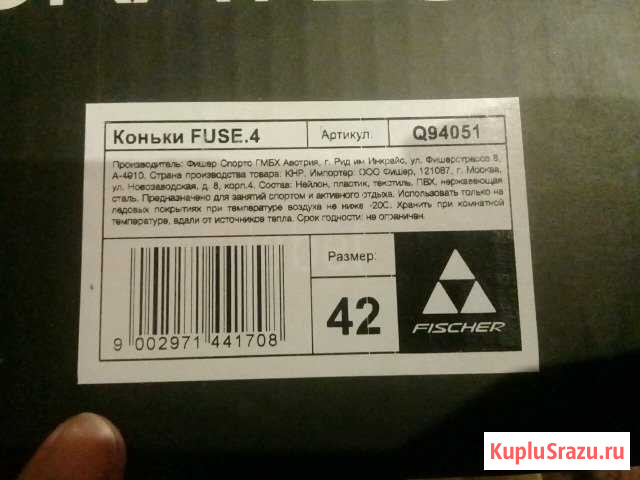 Коньки FUSE.4
Артикул:
Q94051
Производитель: Фишер Спортс ГМБХ Австрия, г. Рид им Инкрайс, ул. Фишерстрассе 8,
А-4910. Страна производства товара: КНР. Импортер: ООО Фишер, 121087, г. Москва,
ул. Новозаводская, д. 8, корп.4. Состав: Нейлон, пластик, текстиль, ПВХ, нержавеющая
сталь. Предназначено для занятий спортом и активного отдыха. Использовать только на
ледовых покрытиях при температуре воздуха не ниже -20С. Хранить при комнатной
температуре, вдали от источников тепла. Срок годности: не ограничен.
Размер:
42
9 002971 441708
FISCHER
KupluSrazu.ru